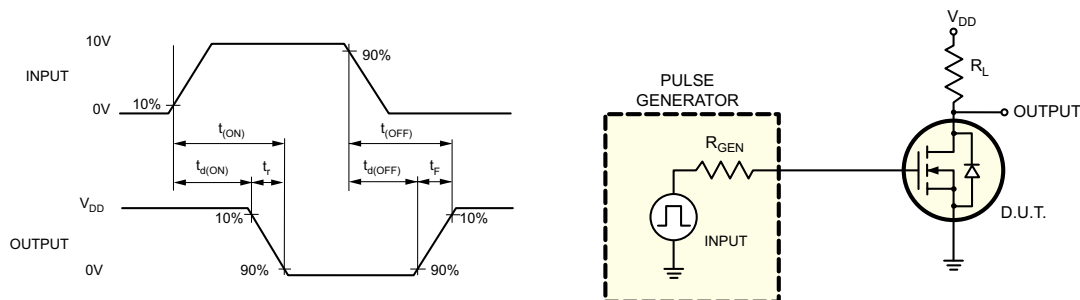 10V
90%
INPUT
10%
0V
t(ON)
t(OFF)
td(ON)
tr
td(OFF)
tF
VDD
10%
10%
OUTPUT
90%
90%
0V
VDD
RL
PULSE
GENERATOR
OUTPUT
RGEN
INPUT
D.U.T.